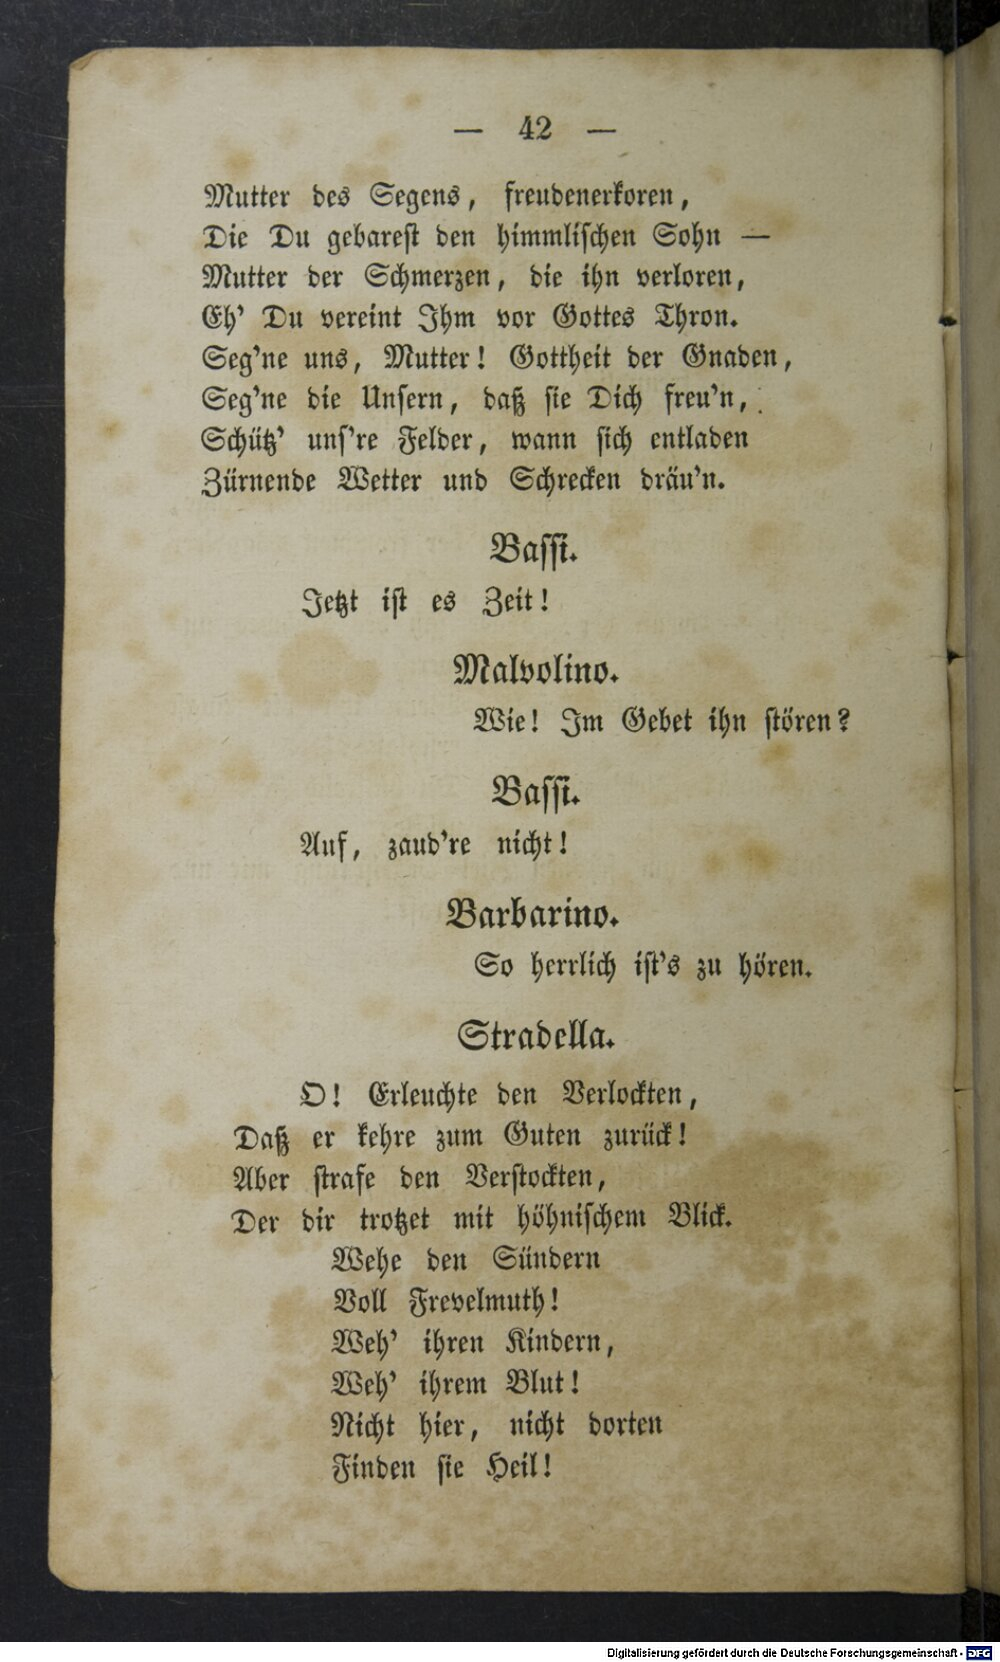 — 42 —
Mutter des Segens, freudenerkoren,
Die Du gebarest den himmlischen Sohn —
Mutter der Schmerzen, die ihn verloren,
Eh' Du vereint Ihm vor Gottes Thron.
Seg'ne uns, Mutter! Gottheit der Gnaden,
Seg'ne die Unsern, daß sie Dich freu'n,
Schütz' uns're Felder, wann sich entladen
Zürnende Wetter und Schrecken dräu'n.
Bassi.
Jetzt ist es Zeit!
Malvolino.
Wie! Im Gebet ihn stören?
Bassi.
Auf, zaud're nicht!
Barbarino.
So herrlich ist's zu hören.
Stradella.
O! Erleuchte den Verlockten,
Daß er kehre zum Guten zurück!
Aber strafe den Verstockten,
Der dir trotzet mit höhnischem Blick.
Wehe den Sündern
Voll Frevelmuth!
Weh' ihren Kindern,
Weh' ihrem Blut!
Nicht hier, nicht dorten
Finden sie Heil!
Digitalisierung gefördert durch die Deutsche Forschungsgemeinschaft - DFG